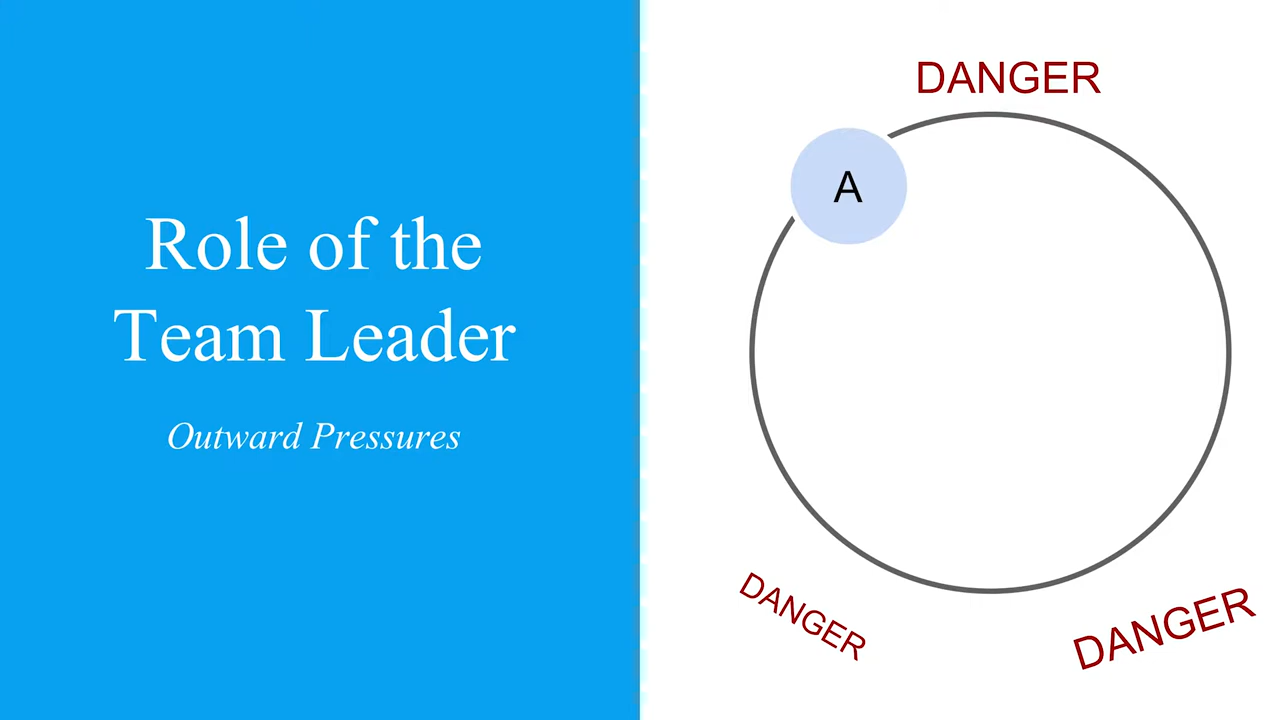 Role of the
Team Leader
Outward Pressures
DANGER
A
DANGER
DANGER